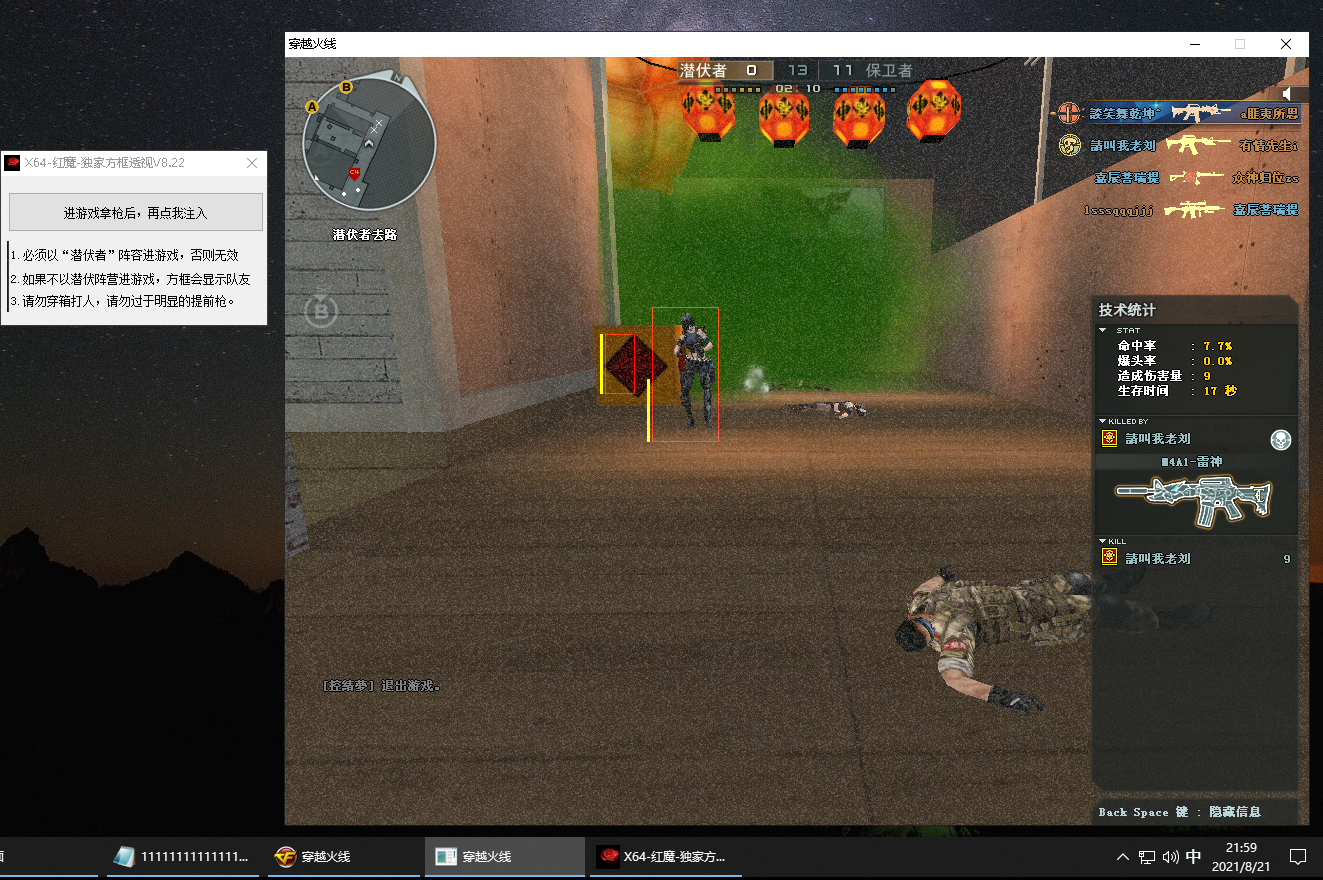 穿越火线
X64-红魔-独家方框透视V8.22
进游戏拿枪后，再点我注入
1.必须以“潜伏者”阵容进游戏，否则无效
2.如果不以潜伏阵营进游戏，方框会显示队友
3.请勿穿箱打人，请勿过于明显的提前枪。
潜伏者 0 13 11 保卫者
02:10
B
A
C4
潜伏者去路
B
談笑舞乾坤^ a匪夷所思
請叫我老刘 有督先生i
嘉辰菩瑞提 众神归位zs
lsssqqqjjj 嘉辰菩瑞提
技术统计
STAT
命中率 : 7.7%
爆头率 : 0.0%
造成伤害量 : 9
生存时间 : 17 秒
KILLED BY
請叫我老刘
M4A1-雷神
KILL
請叫我老刘 9
[控绪夢] 退出游戏。
Back Space 键 : 隐藏信息
11111111111111...
穿越火线
穿越火线
X64-红魔-独家方...
中
21:59
2021/8/21